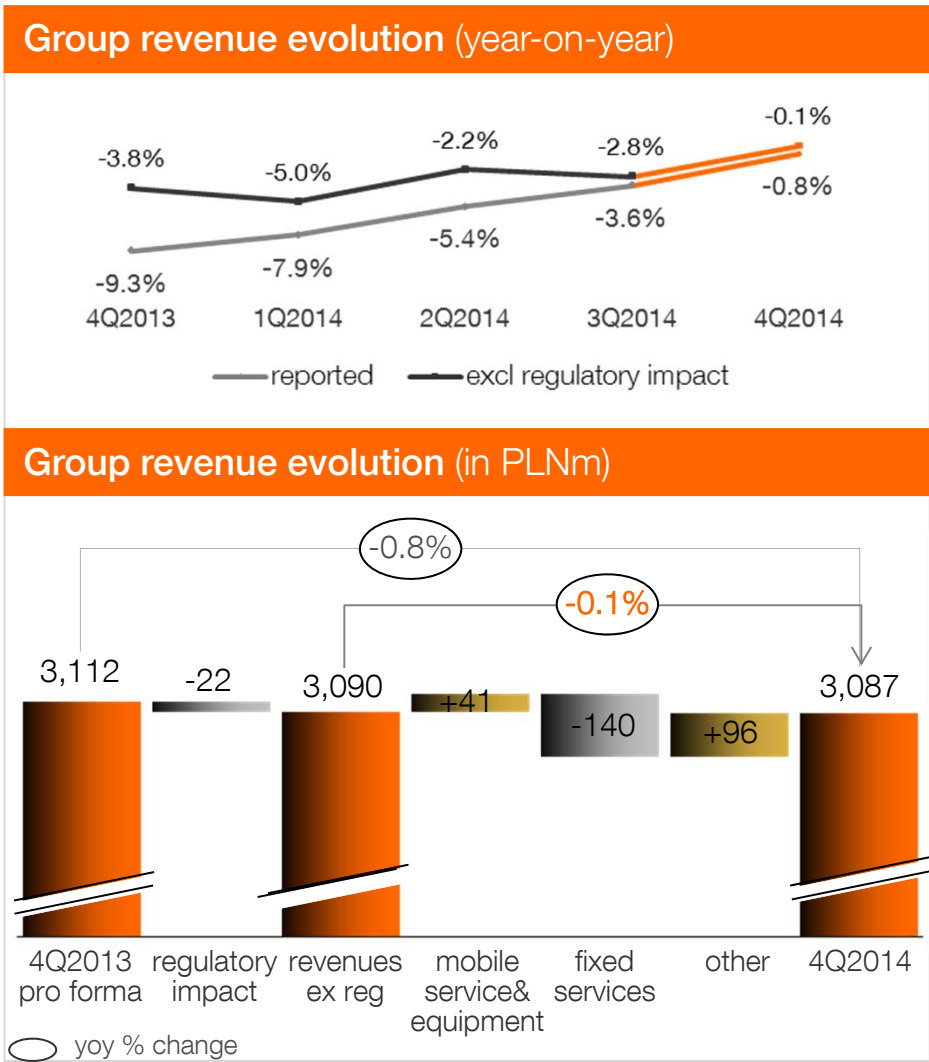 Group revenue evolution (year-on-year)
-3.8%
-5.0%
-2.2%
-2.8%
-0.1%
-9.3%
-7.9%
-5.4%
-3.6%
-0.8%
4Q2013
1Q2014
2Q2014
3Q2014
4Q2014
reported
excl regulatory impact
Group revenue evolution (in PLNm)
-0.8%
-0.1%
3,112
-22
3,090
+41
-140
+96
3,087
4Q2013
pro forma
regulatory
impact
revenues
ex reg
mobile
service&
equipment
fixed
services
other
4Q2014
yoy % change